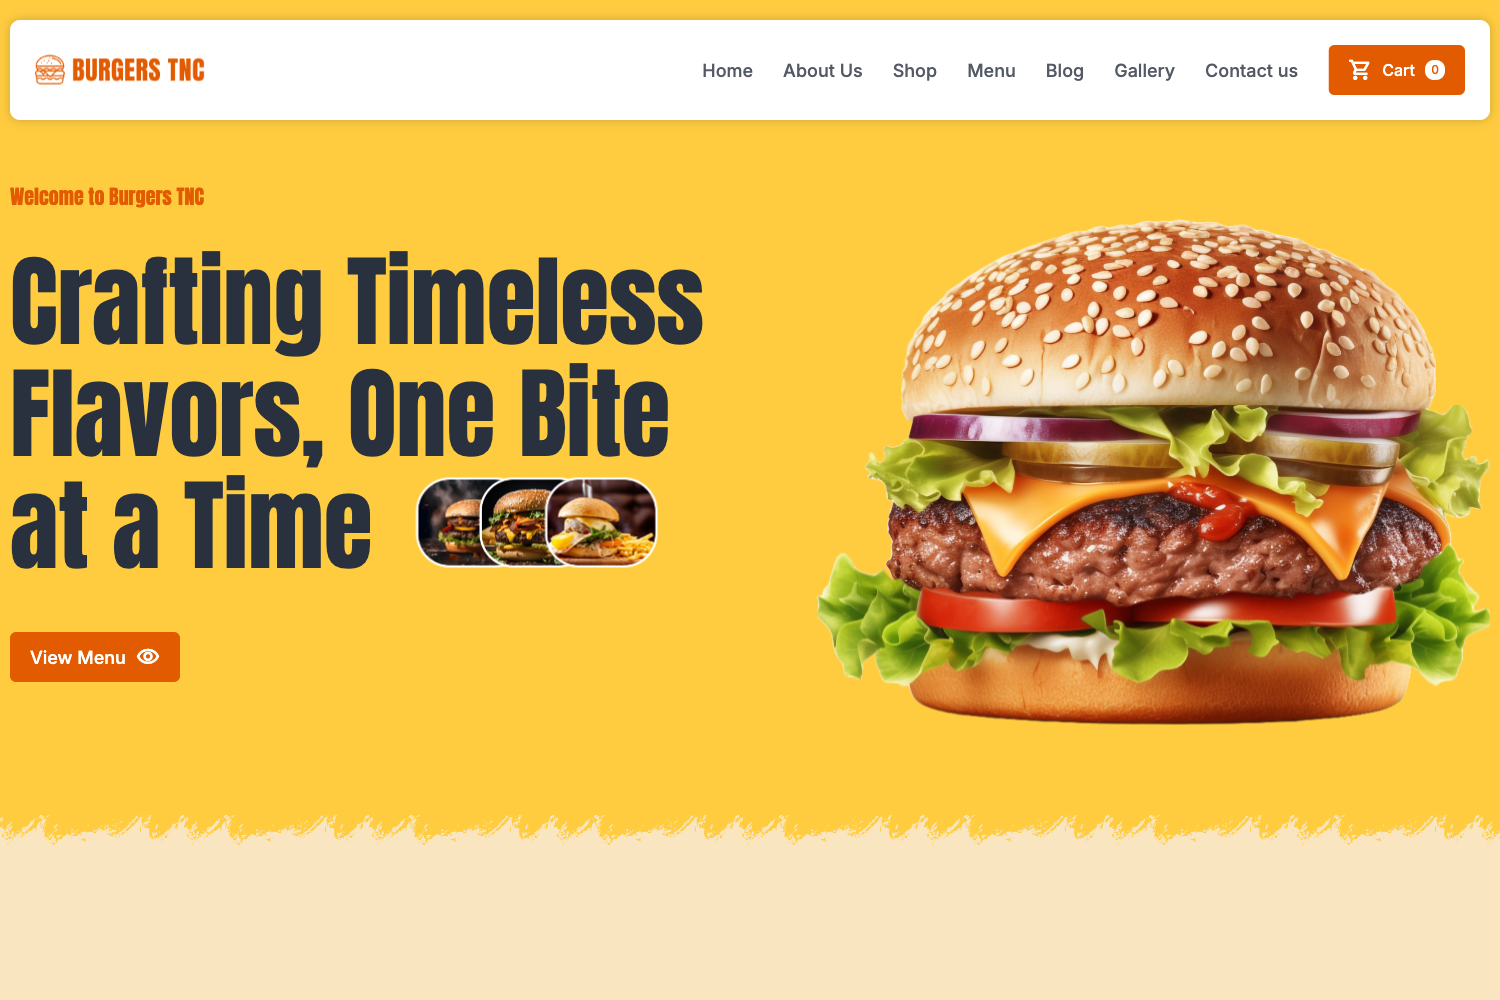 BURGERS TNC
Home
About Us
Shop
Menu
Blog
Gallery
Contact us
Cart 0
Welcome to Burgers TNC
Crafting Timeless
Flavors, One Bite
at a Time
View Menu